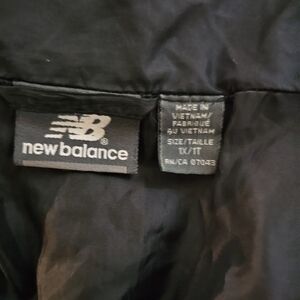 NB
new balance®
MADE IN
VIETNAM/
FABRIQUÉ
AU VIETNAM
SIZE/TAILLE
1X/1T
RN/CA 07043